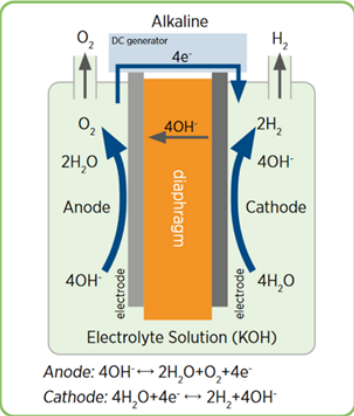 Alkaline
O₂
DC generator
H₂
4e⁻
O₂
4OH⁻
2H₂
2H₂O
4OH⁻
diaphragm
Anode
Cathode
4OH⁻
electrode
electrode
4H₂O
Electrolyte Solution (KOH)
Anode: 4OH⁻↔ 2H₂O+O₂+4e⁻
Cathode: 4H₂O+4e⁻ ↔ 2H₂+4OH⁻